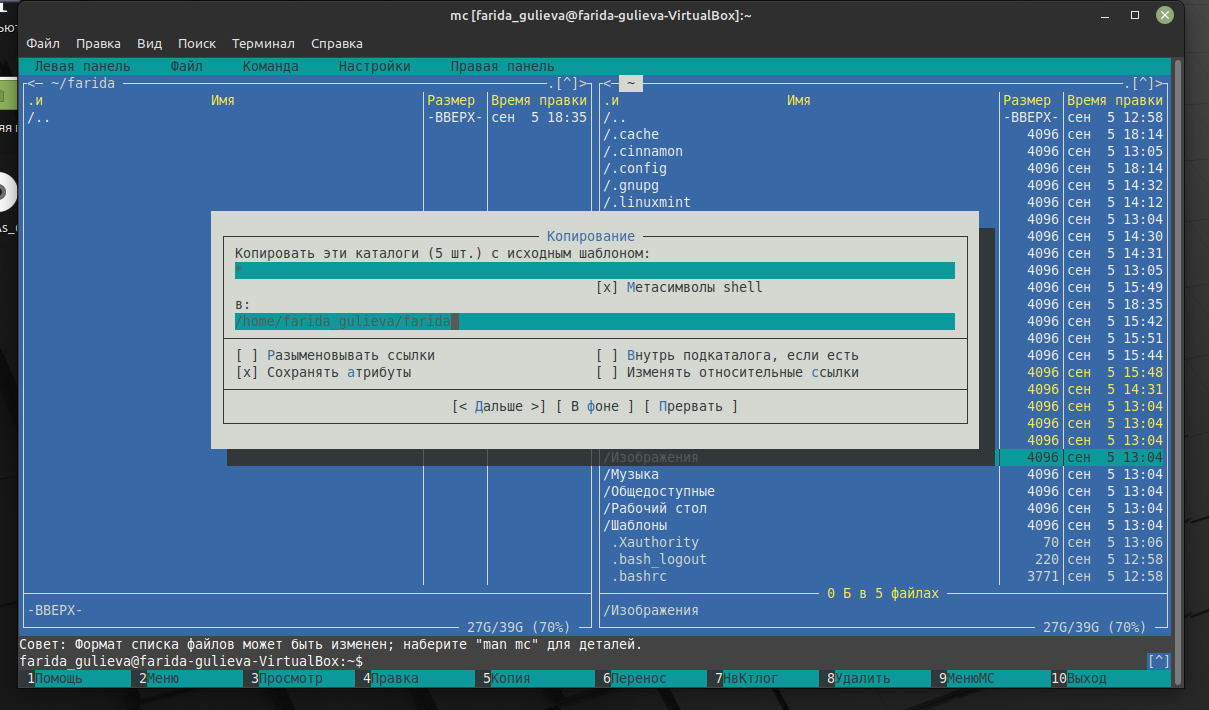 mc [farida_gulieva@farida-gulieva-VirtualBox]:~
Файл Правка Вид Поиск Терминал Справка
Левая панель Файл Команда Настройки Правая панель
<— ~/farida .[^]> <— ~ .[^]>
.и Имя Размер Время правки .и Имя Размер Время правки
/.. -ВВЕРХ- сен 5 18:35 /.. -ВВЕРХ- сен 5 12:58
/.cache 4096 сен 5 18:14
/.cinnamon 4096 сен 5 13:05
/.config 4096 сен 5 18:14
/.gnupg 4096 сен 5 14:32
/.linuxmint 4096 сен 5 14:12
4096 сен 5 13:04
Копирование 4096 сен 5 14:30
Копировать эти каталоги (5 шт.) с исходным шаблоном: 4096 сен 5 14:31
* 4096 сен 5 13:05
[x] Метасимволы shell 4096 сен 5 15:49
в: 4096 сен 5 18:35
/home/farida_gulieva/farida 4096 сен 5 15:42
4096 сен 5 15:51
[ ] Разыменовывать ссылки [ ] Внутрь подкаталога, если есть 4096 сен 5 15:44
[x] Сохранять атрибуты [ ] Изменять относительные ссылки 4096 сен 5 15:48
4096 сен 5 14:31
[< Дальше >] [ В фоне ] [ Прервать ] 4096 сен 5 13:04
4096 сен 5 13:04
4096 сен 5 13:04
/Изображения 4096 сен 5 13:04
/Музыка 4096 сен 5 13:04
/Общедоступные 4096 сен 5 13:04
/Рабочий стол 4096 сен 5 13:04
/Шаблоны 4096 сен 5 13:04
.Xauthority 70 сен 5 13:06
.bash_logout 220 сен 5 12:58
.bashrc 3771 сен 5 12:58
0 Б в 5 файлах
-ВВЕРХ- /Изображения
27G/39G (70%) 27G/39G (70%)
Совет: Формат списка файлов может быть изменен; наберите "man mc" для деталей.
farida_gulieva@farida-gulieva-VirtualBox:~$ [^]
1Помощь 2Меню 3Просмотр 4Правка 5Копия 6Перенос 7НвКтлог 8Удалить 9МенюМС 10Выход